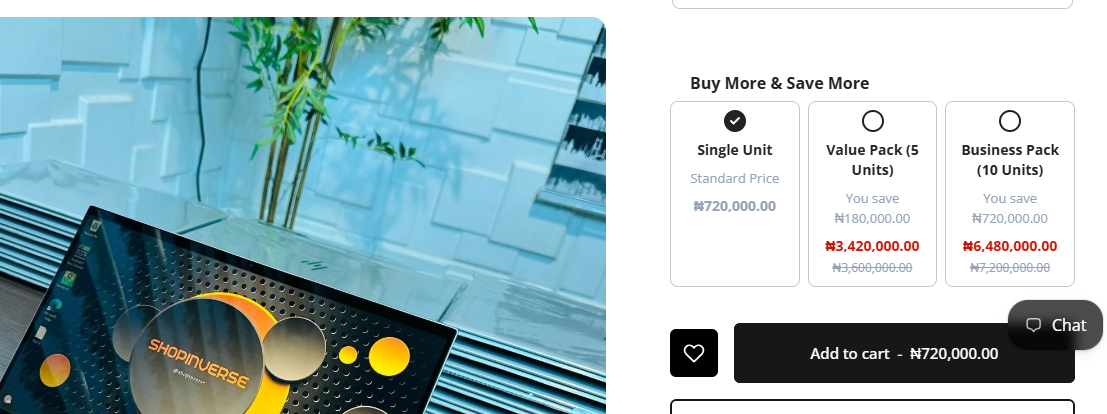 Buy More & Save More
Single Unit
Standard Price
₦720,000.00
Value Pack (5
Units)
You save
₦180,000.00
₦3,420,000.00
₦3,600,000.00
Business Pack
(10 Units)
You save
₦720,000.00
₦6,480,000.00
₦7,200,000.00
Chat
Add to cart - ₦720,000.00
SHOPINVERSE
@shopinverse